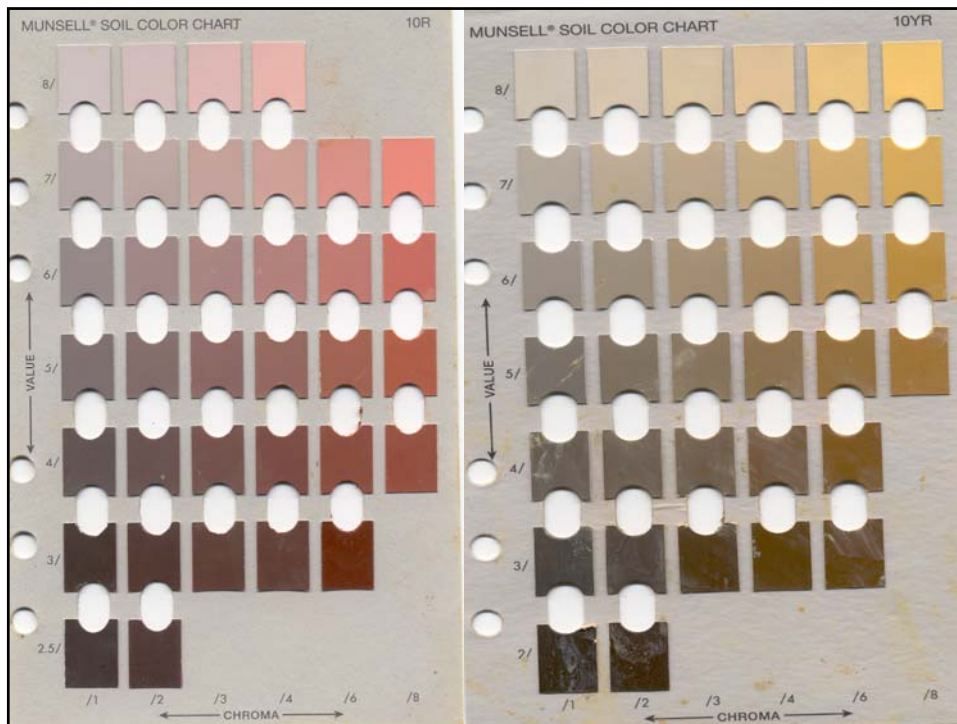 MUNSELL® SOIL COLOR CHART 10R
8/
7/
6/
5/
4/
3/
2.5/
VALUE
/1 /2 /3 /4 /6 /8
CHROMA
MUNSELL® SOIL COLOR CHART 10YR
8/
7/
6/
5/
4/
3/
2/
VALUE
/1 /2 /3 /4 /6 /8
CHROMA